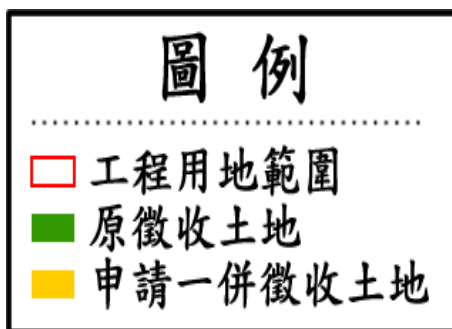 圖 例
工程用地範圍
原徵收土地
申請一併徵收土地